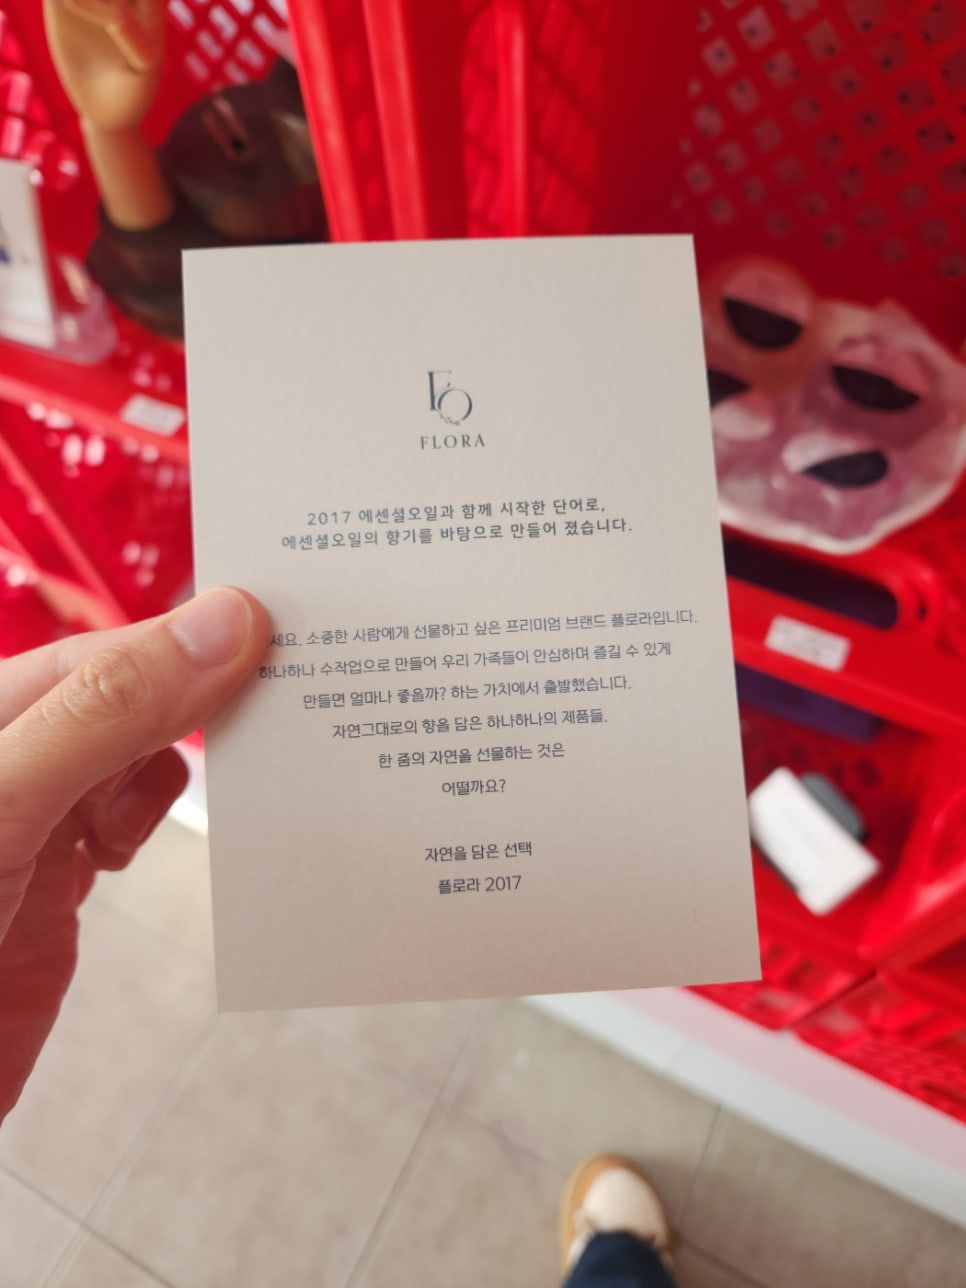 FO
FLORA
2017 에센셜오일과 함께 시작한 단어로,
에센셜오일의 향기를 바탕으로 만들어 졌습니다.
세요. 소중한 사람에게 선물하고 싶은 프리미엄 브랜드 플로라입니다.
하나하나 수작업으로 만들어 우리 가족들이 안심하며 즐길 수 있게
만들면 얼마나 좋을까? 하는 가치에서 출발했습니다.
자연그대로의 향을 담은 하나하나의 제품들.
한 줌의 자연을 선물하는 것은
어떨까요?
자연을 담은 선택
플로라 2017